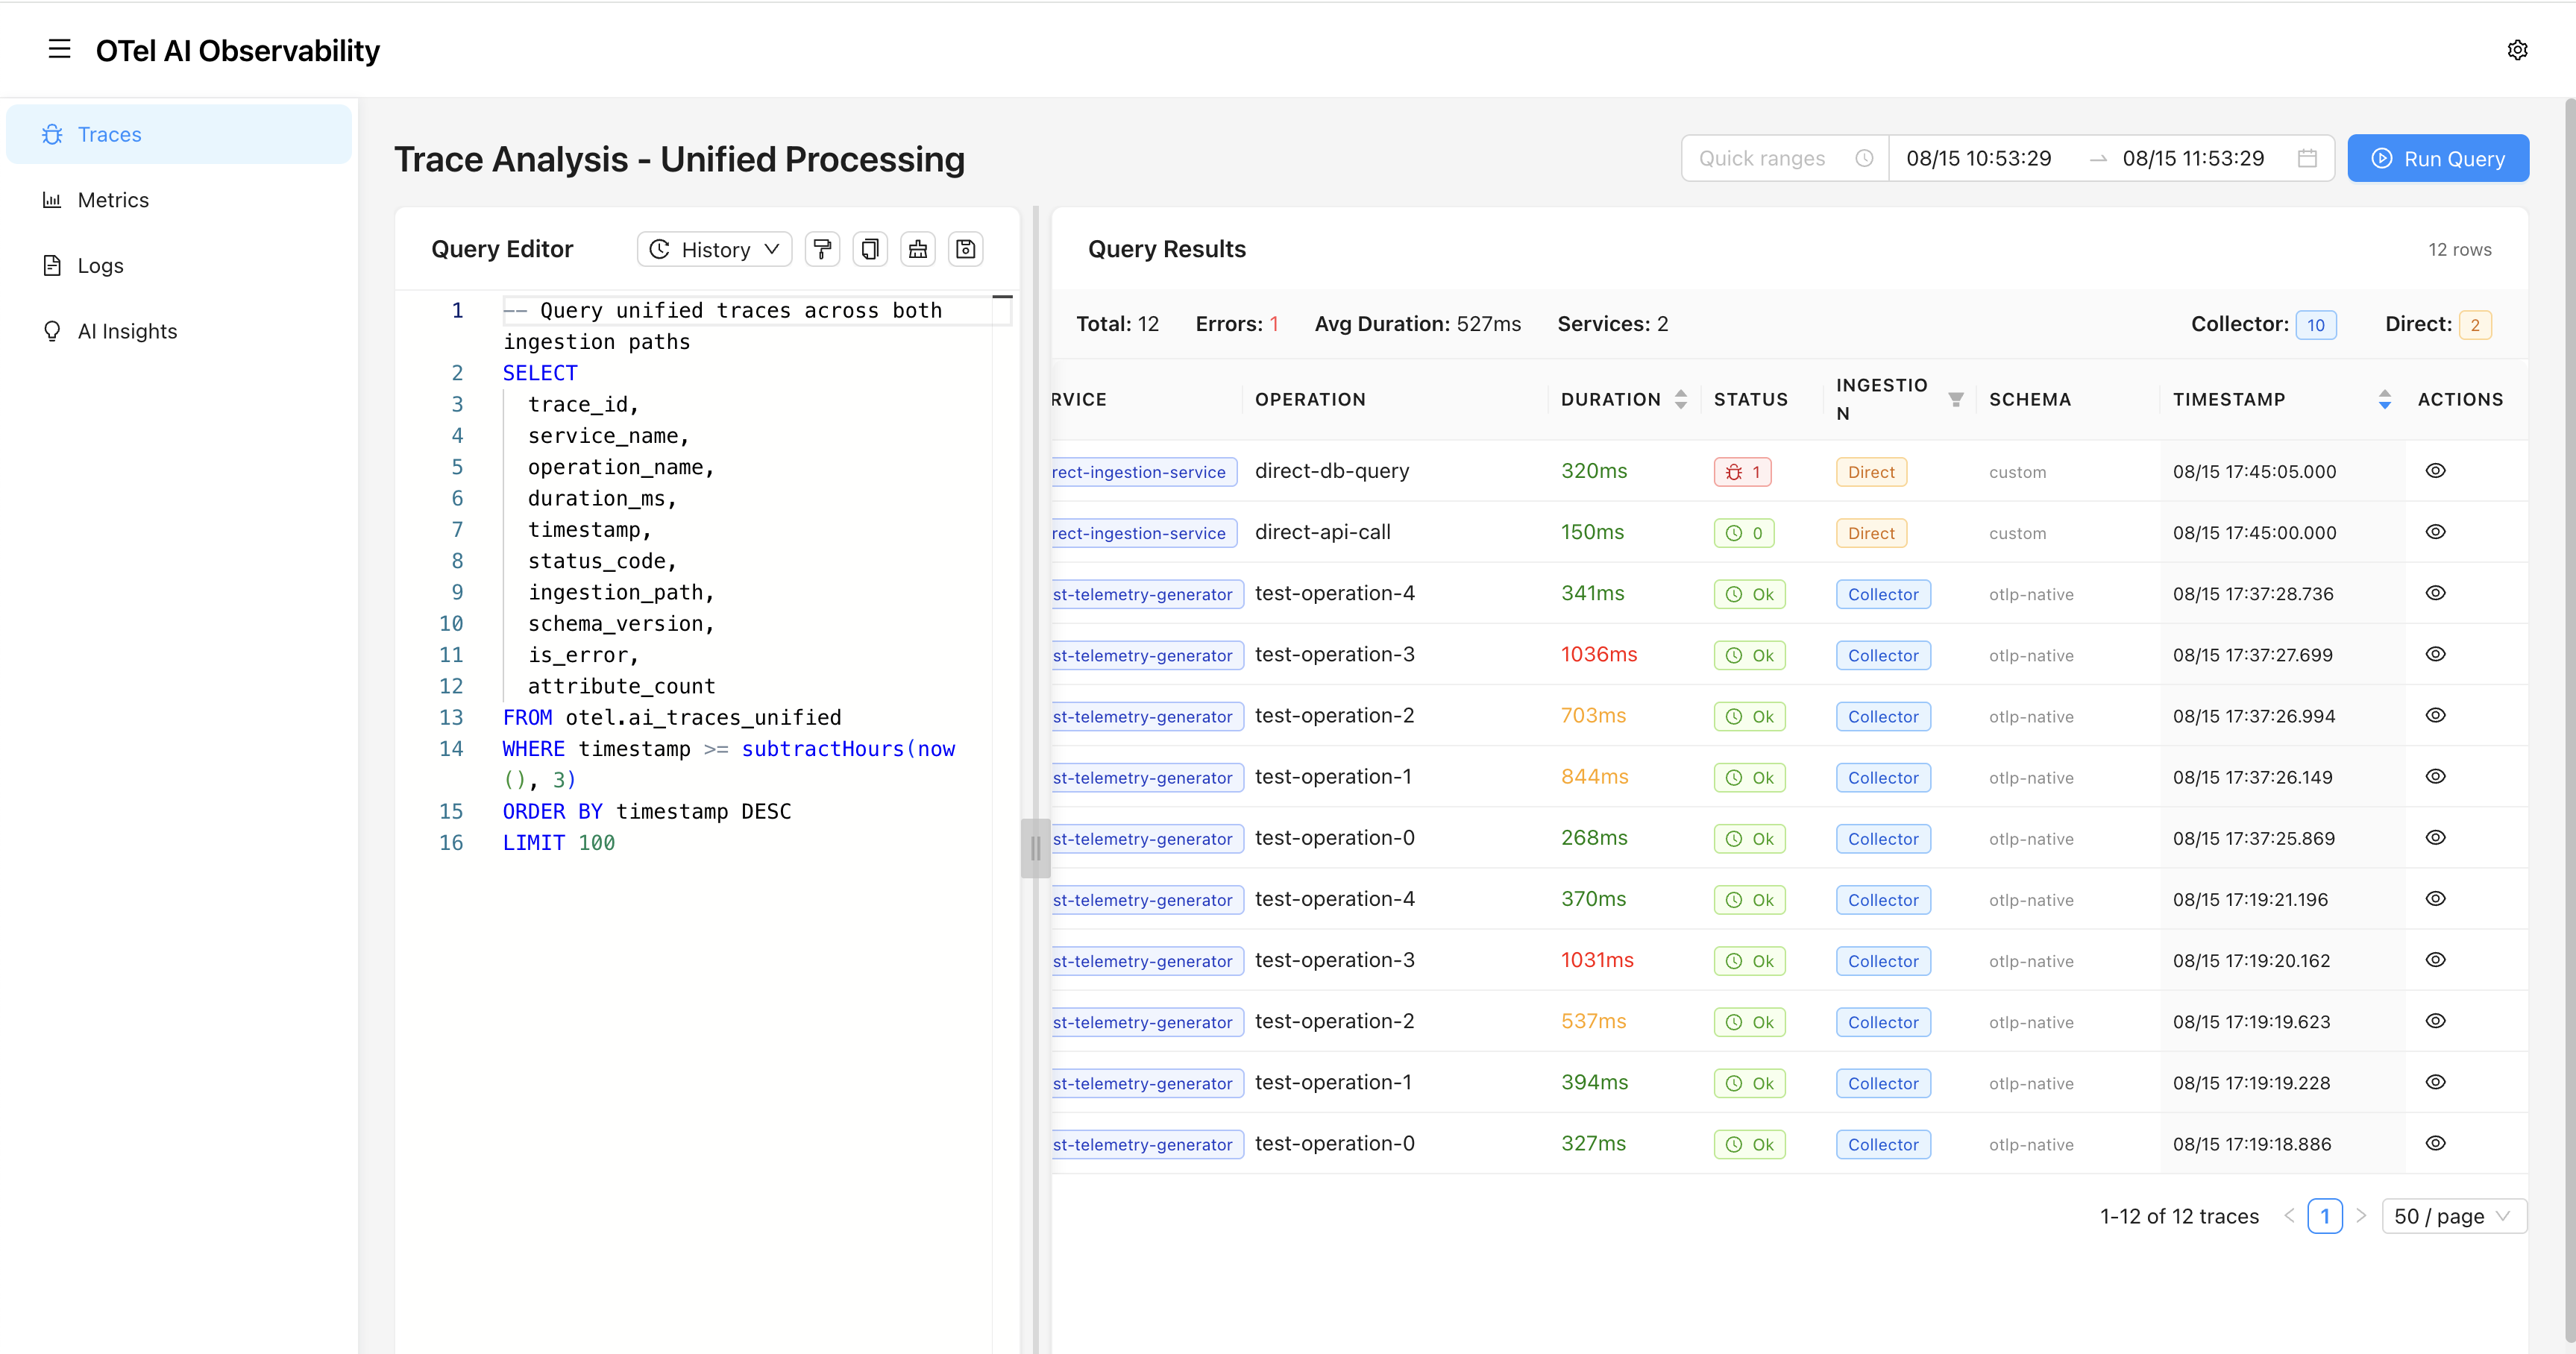 OTel AI Observability
Traces
Metrics
Logs
AI Insights
Trace Analysis - Unified Processing
Quick ranges
08/15 10:53:29 → 08/15 11:53:29
Run Query
Query Editor
History
1 -- Query unified traces across both
ingestion paths
2 SELECT
3 trace_id,
4 service_name,
5 operation_name,
6 duration_ms,
7 timestamp,
8 status_code,
9 ingestion_path,
10 schema_version,
11 is_error,
12 attribute_count
13 FROM otel.ai_traces_unified
14 WHERE timestamp >= subtractHours(now
(), 3)
15 ORDER BY timestamp DESC
16 LIMIT 100
Query Results
12 rows
Total: 12 Errors: 1 Avg Duration: 527ms Services: 2 Collector: 10 Direct: 2
RVICE OPERATION DURATION STATUS INGESTIO
N SCHEMA TIMESTAMP ACTIONS
rect-ingestion-service direct-db-query 320ms 1 Direct custom 08/15 17:45:05.000
rect-ingestion-service direct-api-call 150ms 0 Direct custom 08/15 17:45:00.000
st-telemetry-generator test-operation-4 341ms Ok Collector otlp-native 08/15 17:37:28.736
st-telemetry-generator test-operation-3 1036ms Ok Collector otlp-native 08/15 17:37:27.699
st-telemetry-generator test-operation-2 703ms Ok Collector otlp-native 08/15 17:37:26.994
st-telemetry-generator test-operation-1 844ms Ok Collector otlp-native 08/15 17:37:26.149
st-telemetry-generator test-operation-0 268ms Ok Collector otlp-native 08/15 17:37:25.869
st-telemetry-generator test-operation-4 370ms Ok Collector otlp-native 08/15 17:19:21.196
st-telemetry-generator test-operation-3 1031ms Ok Collector otlp-native 08/15 17:19:20.162
st-telemetry-generator test-operation-2 537ms Ok Collector otlp-native 08/15 17:19:19.623
st-telemetry-generator test-operation-1 394ms Ok Collector otlp-native 08/15 17:19:19.228
st-telemetry-generator test-operation-0 327ms Ok Collector otlp-native 08/15 17:19:18.886
1-12 of 12 traces < 1 > 50 / page